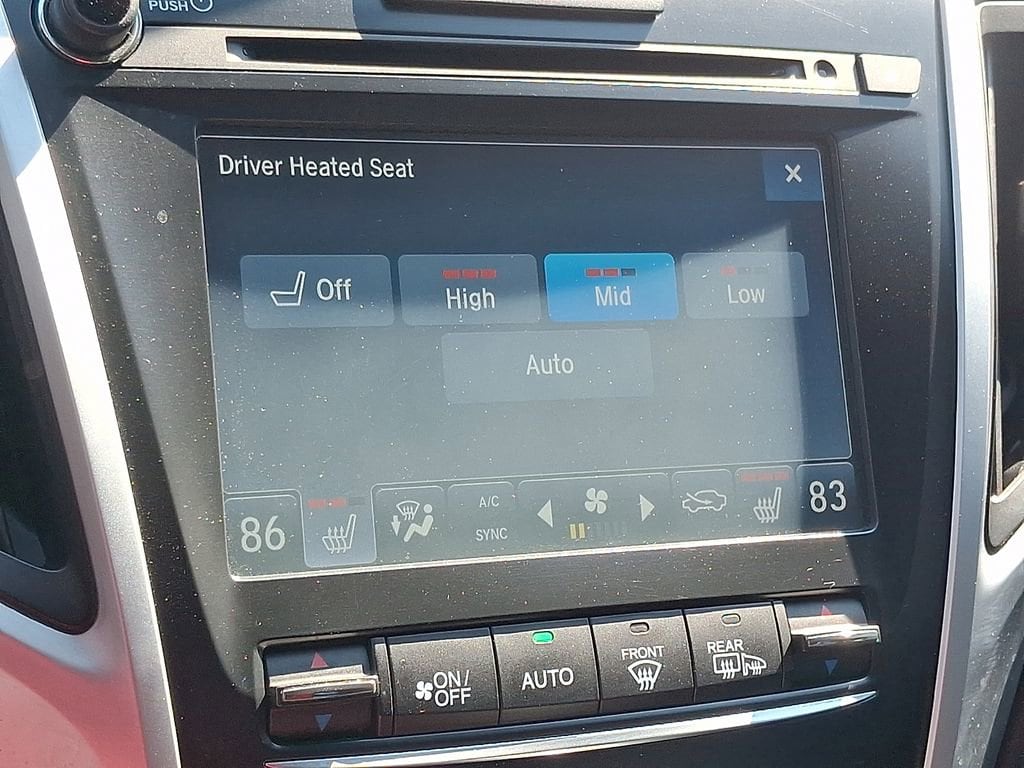 PUSH
Driver Heated Seat
×
Off
High
Mid
Low
Auto
86
A/C
SYNC
83
ON/
OFF
AUTO
FRONT
REAR